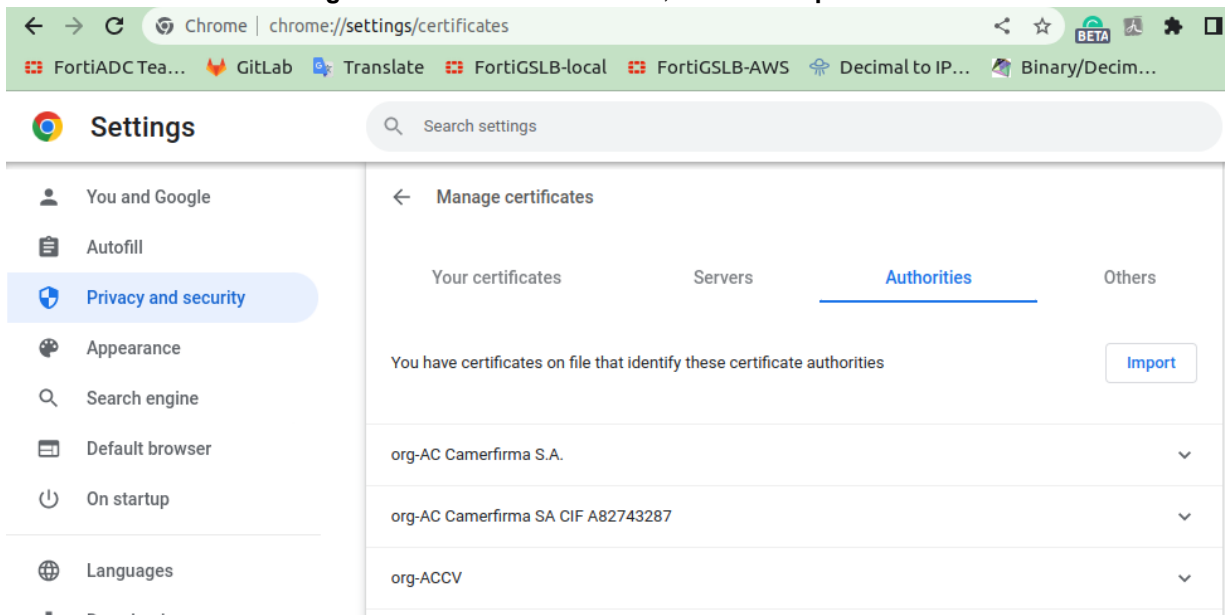 Chrome | chrome://settings/certificates
BETA
FortiADC Tea... GitLab Translate FortiGSLB-local FortiGSLB-AWS Decimal to IP... Binary/Decim...
Settings
Search settings
You and Google
Manage certificates
Autofill
Your certificates Servers Authorities Others
Privacy and security
Appearance
You have certificates on file that identify these certificate authorities Import
Search engine
Default browser
org-AC Camerfirma S.A.
On startup
org-AC Camerfirma SA CIF A82743287
Languages
org-ACCV